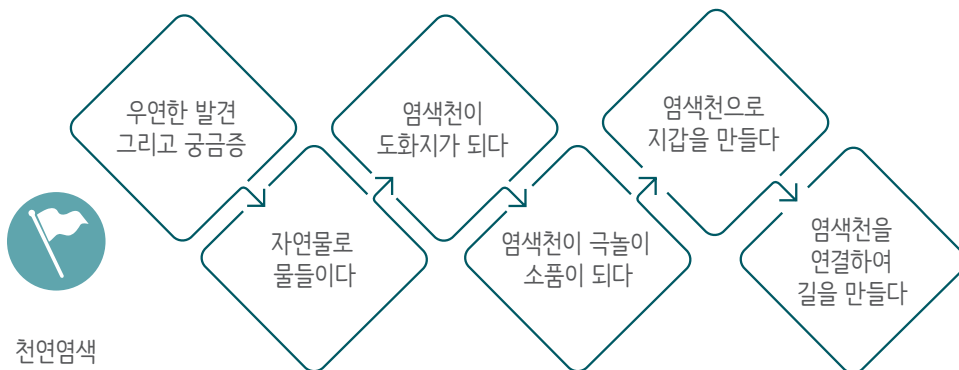 우연한 발견
그리고 궁금증
자연물로
물들이다
염색천이
도화지가 되다
염색천이 극놀이
소품이 되다
염색천으로
지갑을 만들다
염색천을
연결하여
길을 만들다
천연염색